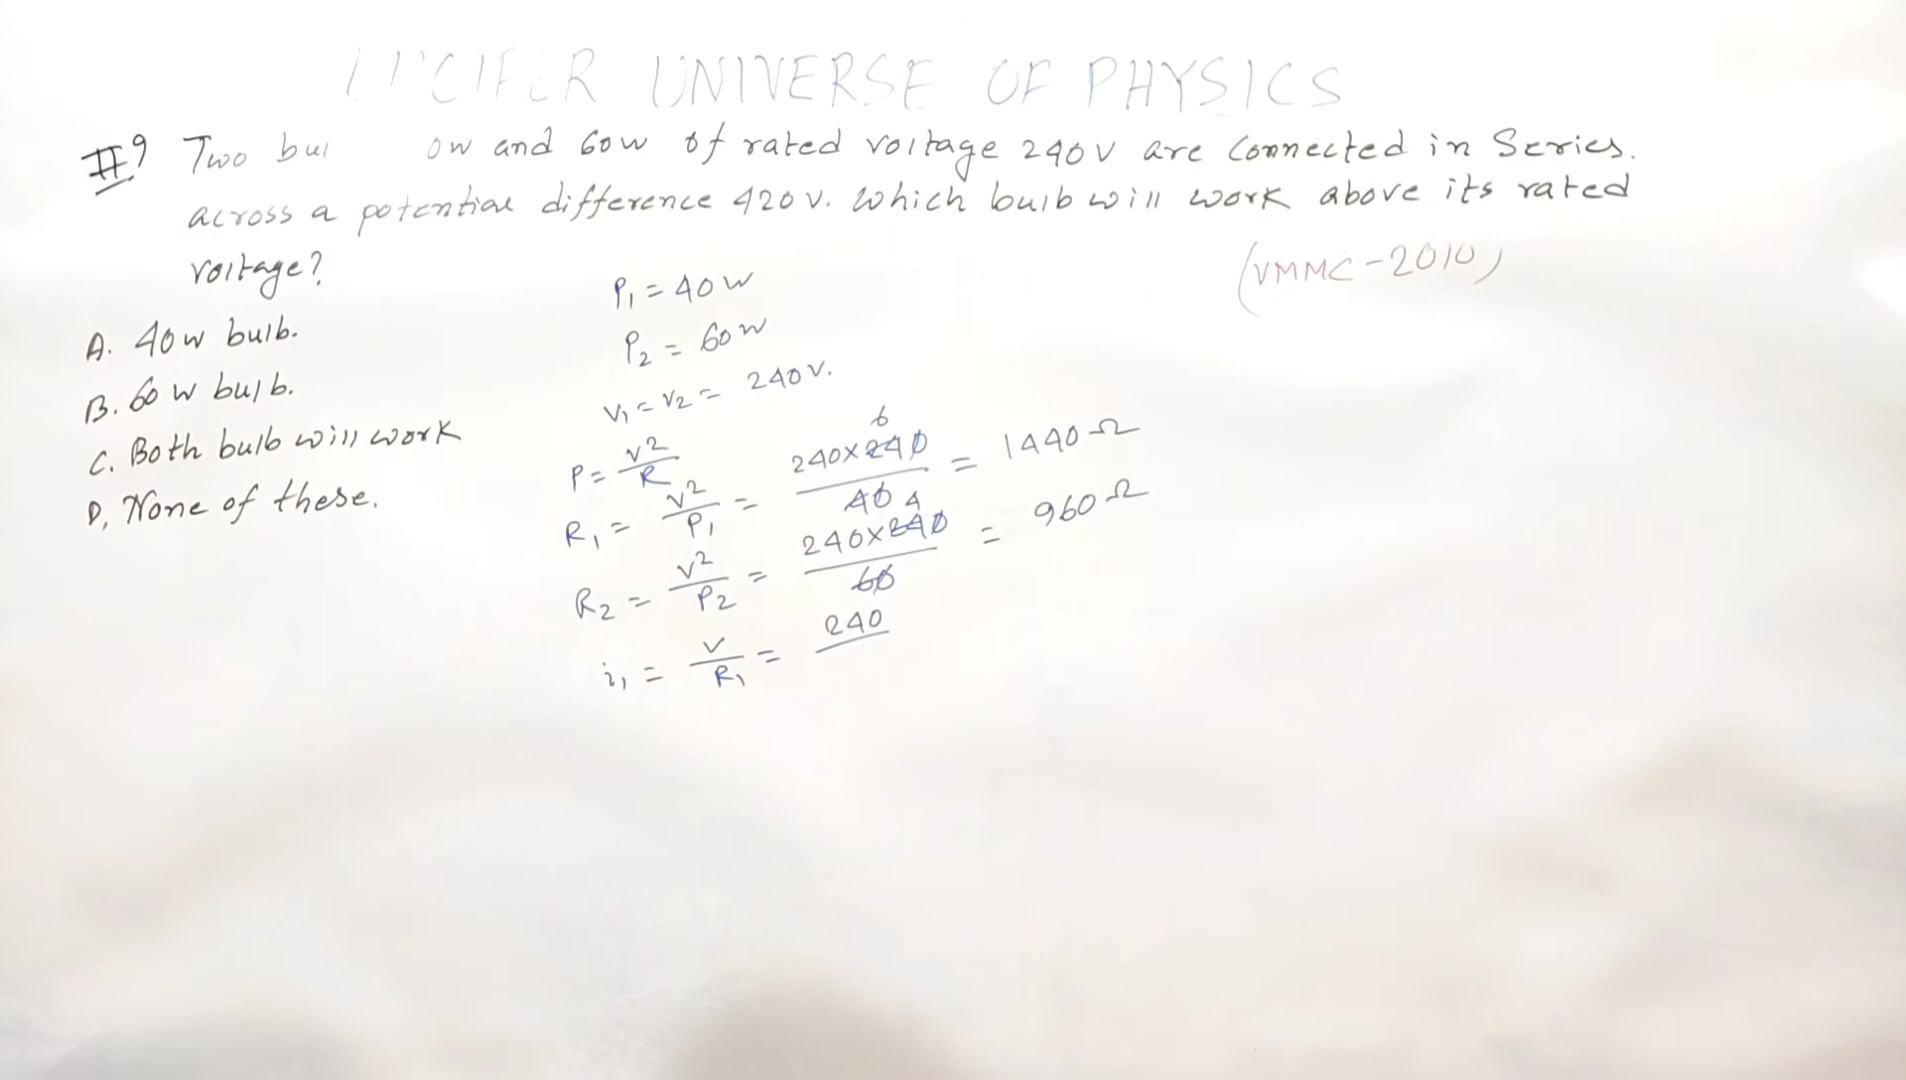 UNIVERSE OF PHYSICS
#9 Two bul ow and 60w of rated voltage 240v are connected in Series.
across a potential difference 420v. Which bulb will work above its rated
voltage?
(VMMC-2010)
A. 40w bulb.
B. 60w bulb.
C. Both bulb will work
D. None of these.
P₁ = 40w
P₂ = 60w
V₁ = V₂ = 240v.
P = V²/R
R₁ = V²/P₁ = 240×240/40 = 1440Ω
R₂ = V²/P₂ = 240×240/60 = 960Ω
i₁ = V/R₁ = 240